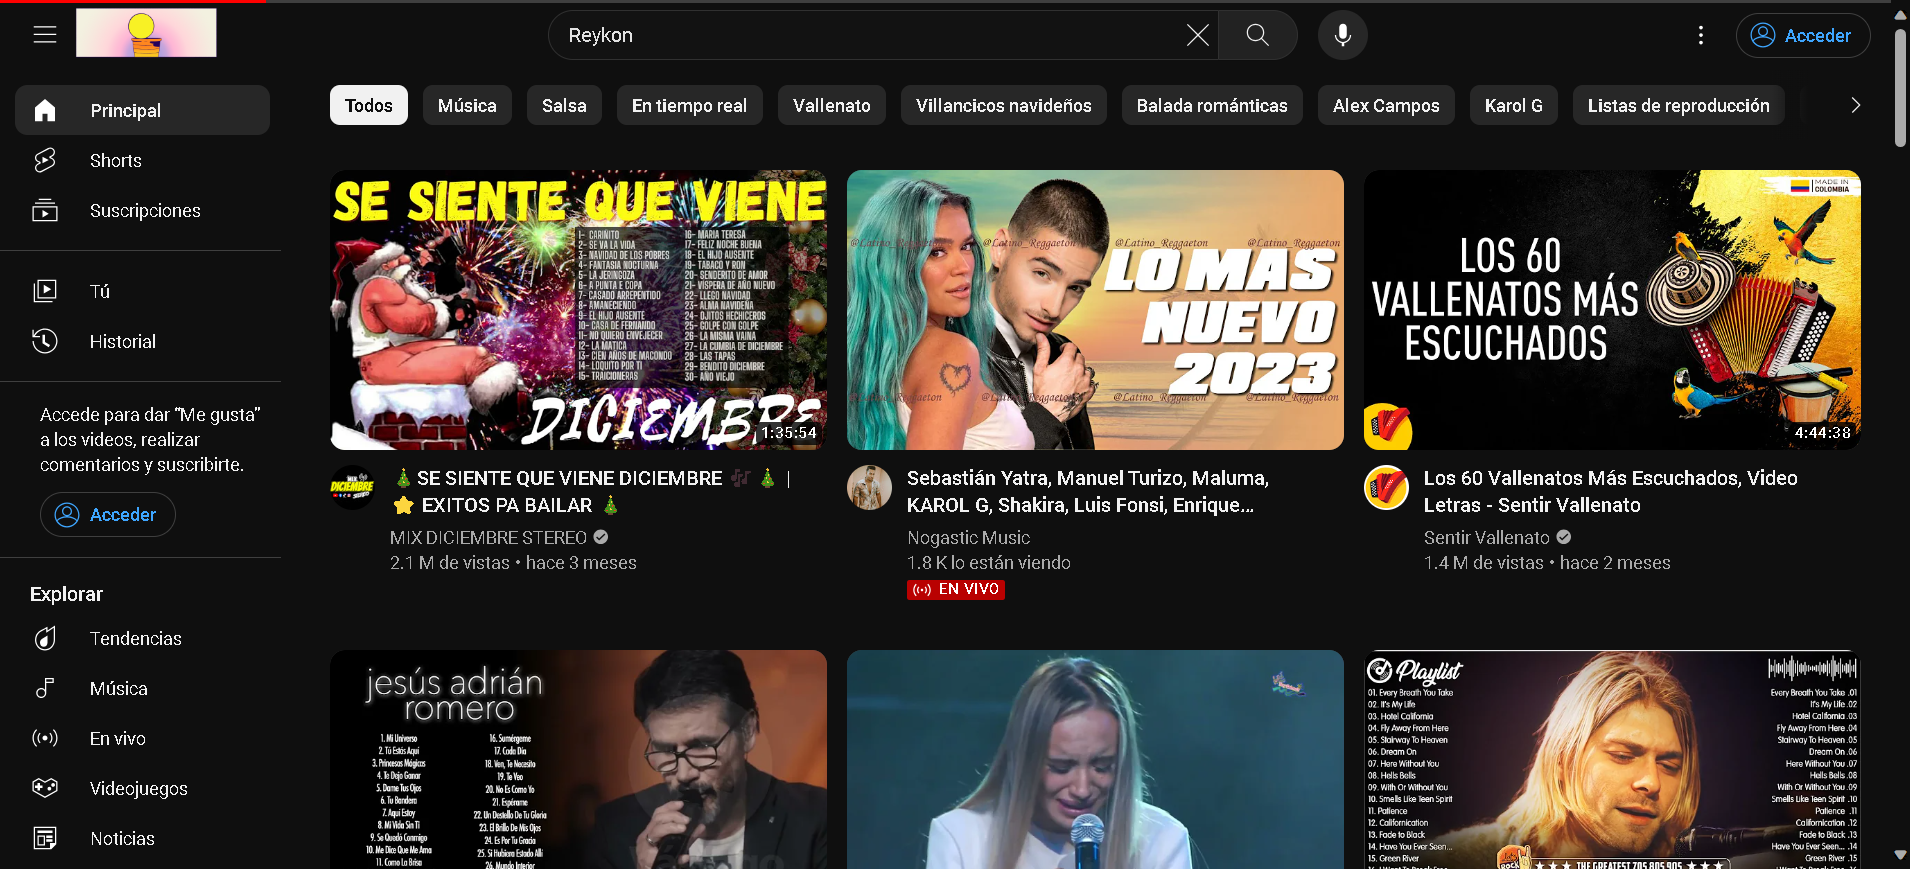 Reykon
Acceder
Principal
Shorts
Suscripciones
Tú
Historial
Accede para dar “Me gusta”
a los videos, realizar
comentarios y suscribirte.
Acceder
Explorar
Tendencias
Música
En vivo
Videojuegos
Noticias
Todos
Música
Salsa
En tiempo real
Vallenato
Villancicos navideños
Balada románticas
Alex Campos
Karol G
Listas de reproducción
SE SIENTE QUE VIENE
1- CARIÑITO
2- SE VA LA VIDA
3- NAVIDAD DE LOS POBRES
4- FANTASIA NOCTURNA
5- LA JERINGOZA
6- A PUNTA E COPA
7- CASADO ARREPENTIDO
8- AMANECIENDO
9- EL HIJO AUSENTE
10- CASA DE FERNANDO
11- NO QUIERO ENVEJECER
12- LA MATICA
13- CIEN AÑOS DE MACONDO
14- LOQUITO POR TI
15- TRAICIONERAS
16- MARIA TERESA
17- FELIZ NOCHE BUENA
18- EL HIJO AUSENTE
19- TABACO Y RON
20- SENDERITO DE AMOR
21- VISPERA DE AÑO NUEVO
22- LLEGO NAVIDAD
23- ALMA NAVIDEÑA
24- OJITOS HECHICEROS
25- GOLPE CON GOLPE
26- LA MISMA VAINA
27- LA CUMBIA DE DICIEMBRE
28- LAS TAPAS
29- BENDITO DICIEMBRE
30- AÑO VIEJO
DICIEMBRE
1:35:54
MIX
DICIEMBRE
STEREO
🎄 SE SIENTE QUE VIENE DICIEMBRE 🎶 🎄 |
⭐ EXITOS PA BAILAR 🎄
MIX DICIEMBRE STEREO
2.1 M de vistas • hace 3 meses
@Latino_Reggaeton @Latino_Reggaeton @Latino_Reggaeton @Latino_Reggaeton
LO MAS
NUEVO
2023
@Latino_Reggaeton @Latino_Reggaeton @Latino_Reggaeton @Latino_Reggaeton
Sebastián Yatra, Manuel Turizo, Maluma,
KAROL G, Shakira, Luis Fonsi, Enrique...
Nogastic Music
1.8 K lo están viendo
EN VIVO
MADE IN
COLOMBIA
LOS 60
VALLENATOS MÁS
ESCUCHADOS
4:44:38
Los 60 Vallenatos Más Escuchados, Video
Letras - Sentir Vallenato
Sentir Vallenato
1.4 M de vistas • hace 2 meses
jesús adrián
romero
1. Mi Universo
2. Tú Estás Aquí
3. Princesas Mágicas
4. Te Dejo Ganar
5. Dame Tus Ojos
6. Tu Bandera
7. Aquí Estoy
8. Mi Vida Sin Ti
9. Se Quedó Conmigo
10. Me Dice Que Me Ama
11. Como La Brisa
16. Sumérgeme
17. Cada Día
18. Ven, Te Necesito
19. Te Veo
20. No Es Como Yo
21. Espérame
22. Un Destello De Tu Gloria
23. El Brillo De Mis Ojos
24. Es Por Tu Gracia
25. Si Hubiera Estado Allí
26. Mundo Interior
Playlist
01. Every Breath You Take
02. It's My Life
03. Hotel California
04. Fly Away From Here
05. Stairway To Heaven
06. Dream On
07. Here Without You
08. Hells Bells
09. With Or Without You
10. Smells Like Teen Spirit
11. Patience
12. Californication
13. Fade to Black
14. Have You Ever Seen...
15. Green River
Every Breath You Take .01
It's My Life .02
Hotel California .03
Fly Away From Here .04
Stairway To Heaven .05
Dream On .06
Here Without You .07
Hells Bells .08
With Or Without You .09
Smells Like Teen Spirit .10
Patience .11
Californication .12
Fade to Black .13
Have You Ever Seen... .14
Green River .15
THE GREATEST 70S 80S 90S